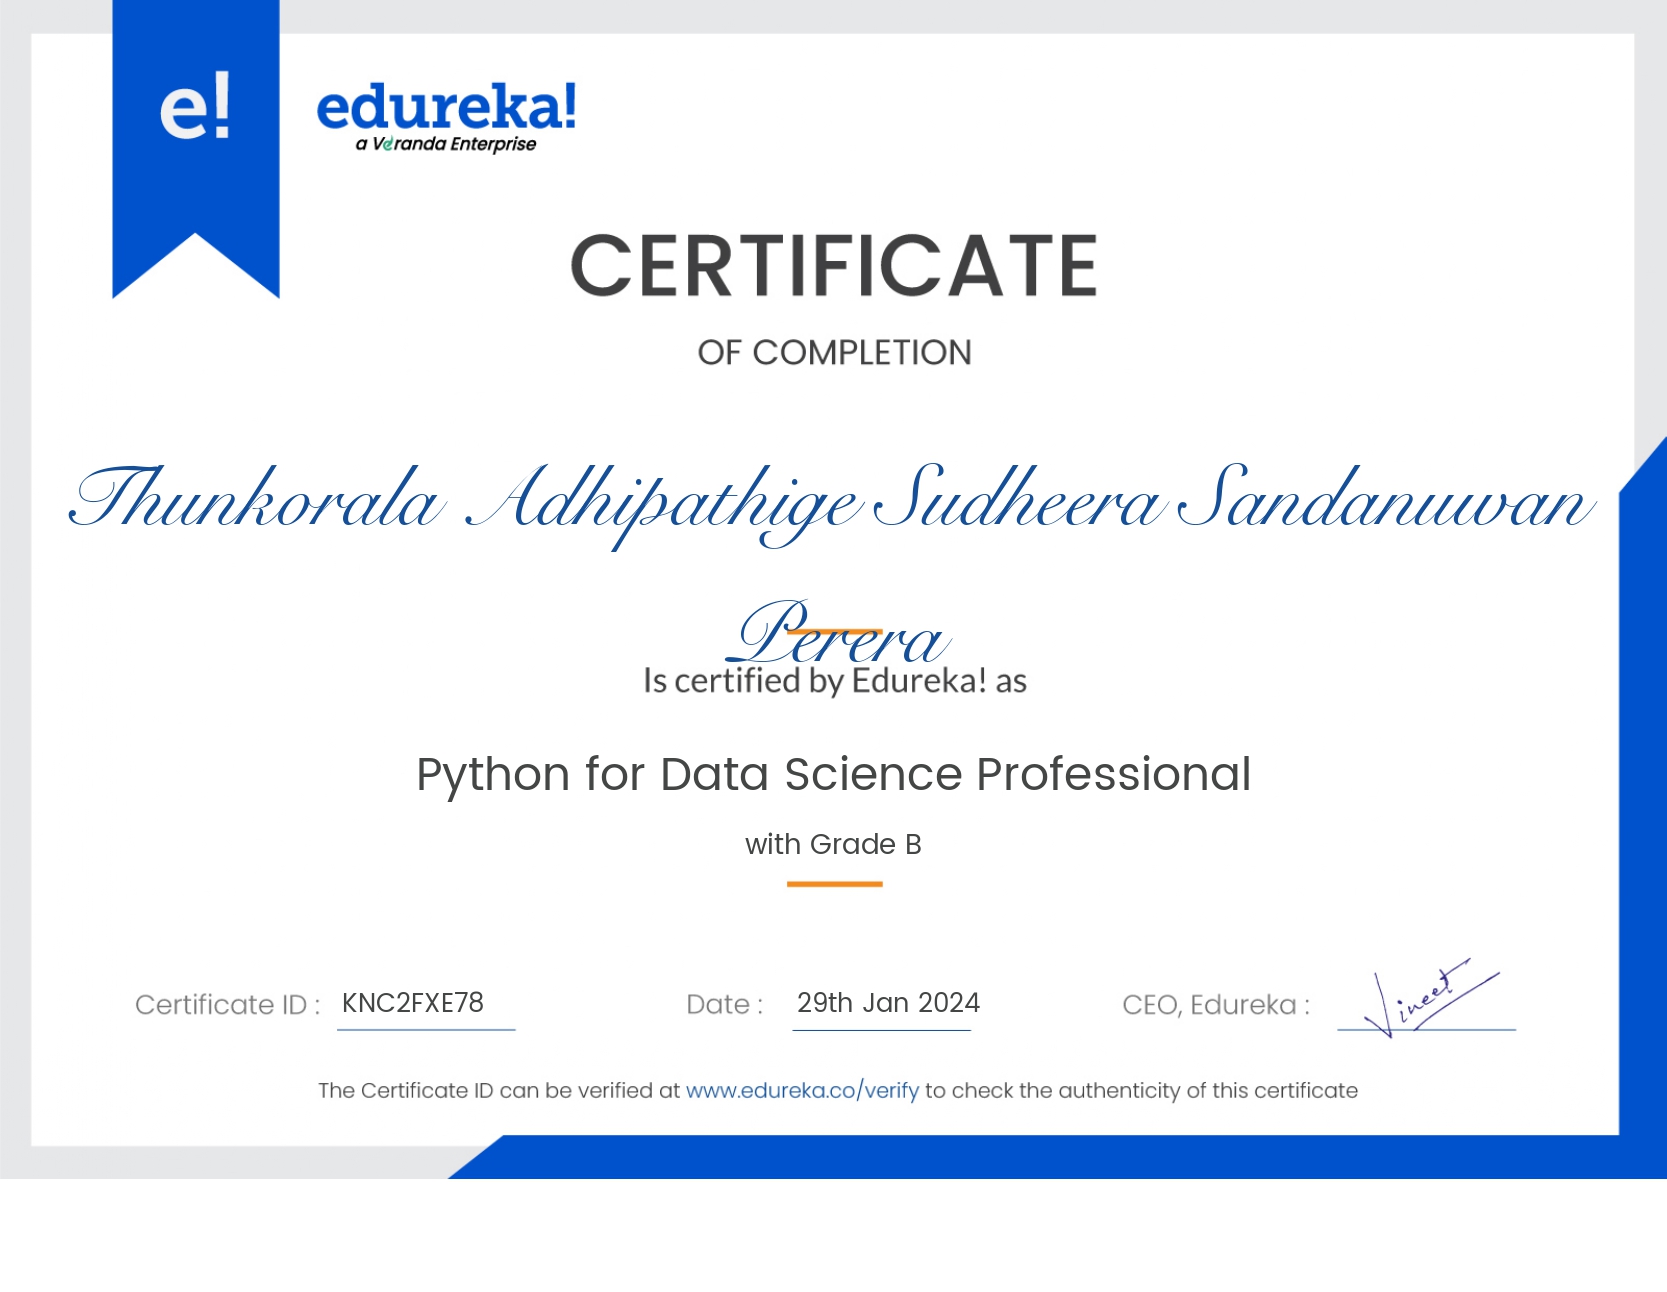 e!
edureka!
a Veranda Enterprise
CERTIFICATE
OF COMPLETION
Thunkorala Adhipathige Sudheera Sandanuwan
Perera
Is certified by Edureka! as
Python for Data Science Professional
with Grade B
Certificate ID : KNC2FXE78 Date : 29th Jan 2024 CEO, Edureka : Vineet
The Certificate ID can be verified at www.edureka.co/verify to check the authenticity of this certificate